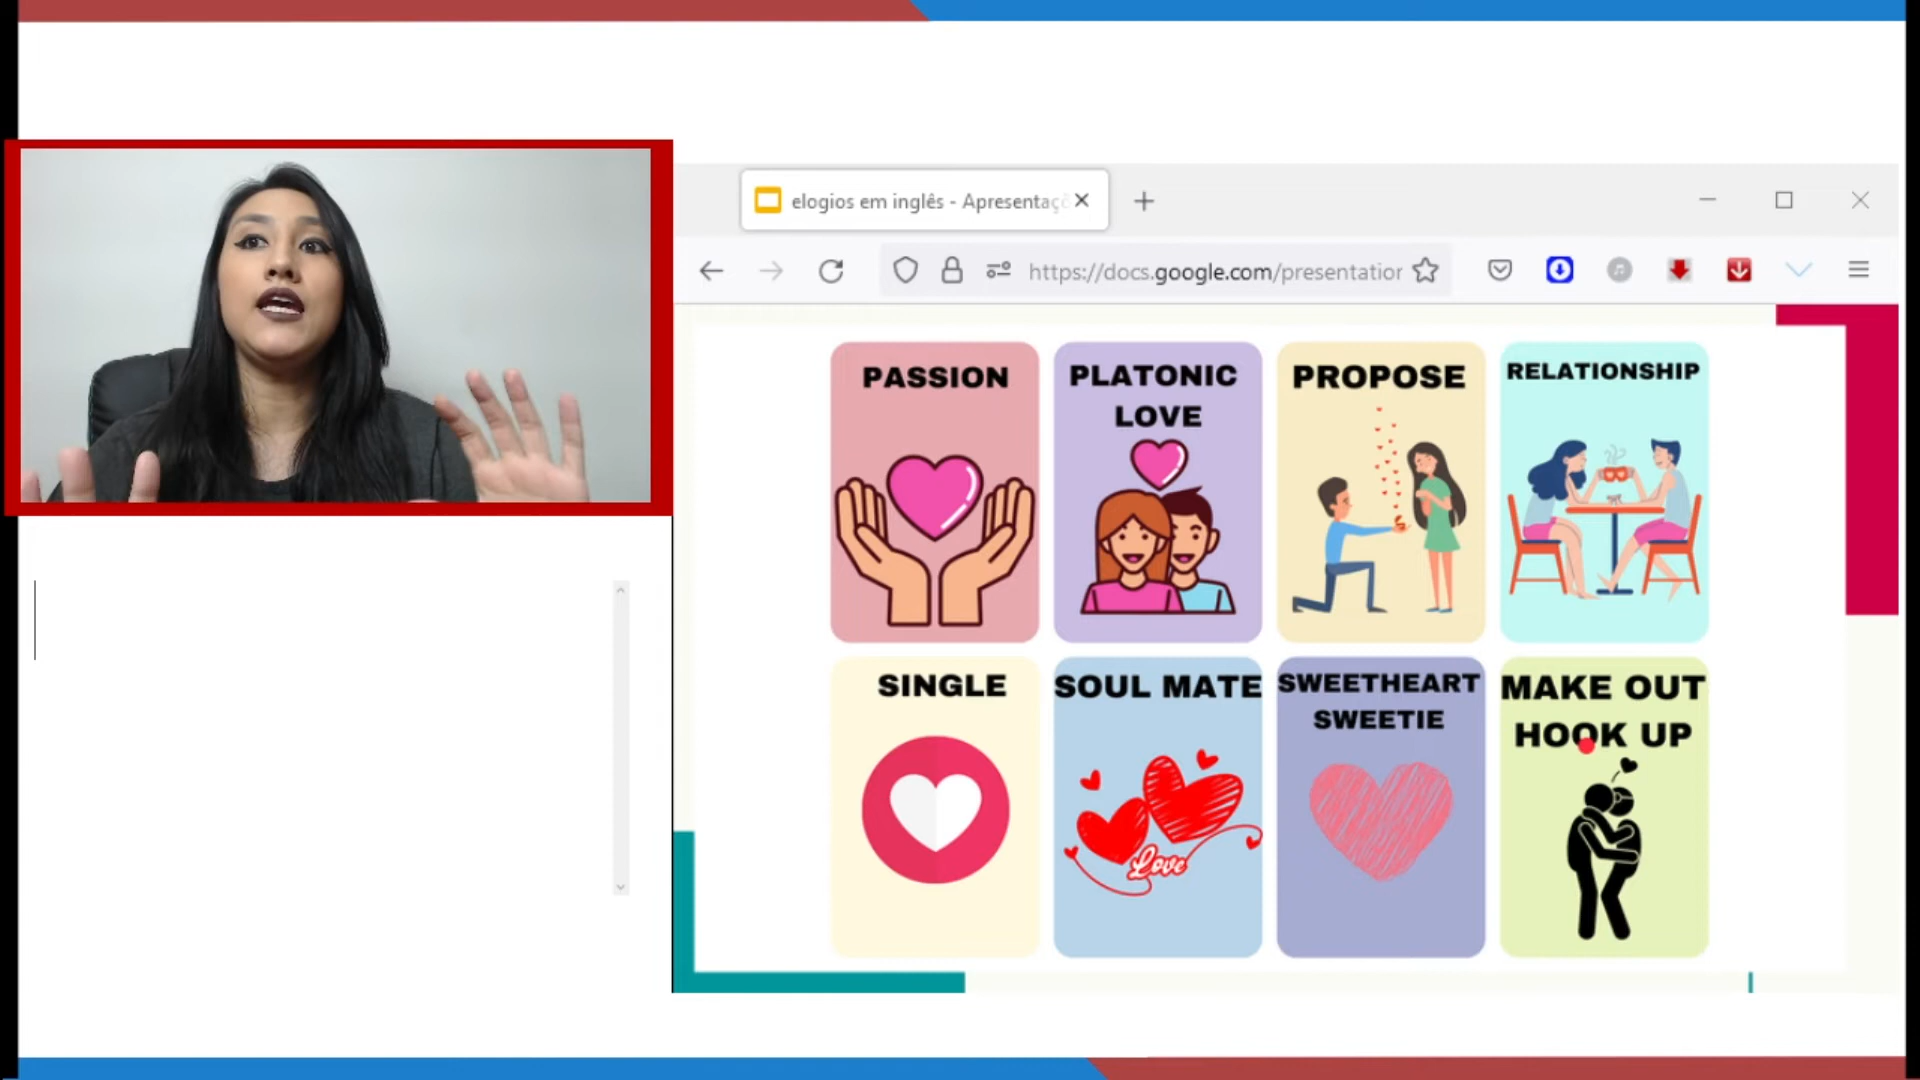 elogios em inglês - Apresentaç
https://docs.google.com/presentation
PASSION
PLATONIC
LOVE
PROPOSE
RELATIONSHIP
SINGLE
SOUL MATE
Love
SWEETHEART
SWEETIE
MAKE OUT
HOOK UP